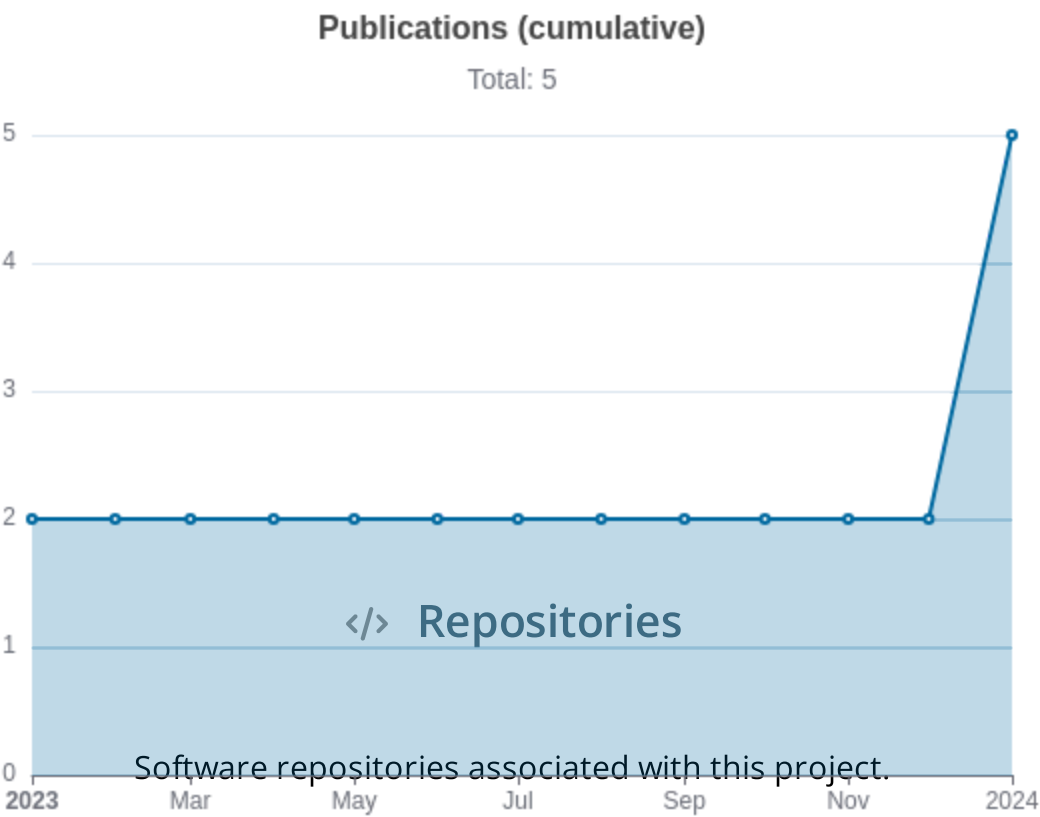 Publications (cumulative)
Total: 5
5
4
3
2
</> Repositories
1
Software repositories associated with this project.
0
2023 Mar May Jul Sep Nov 2024